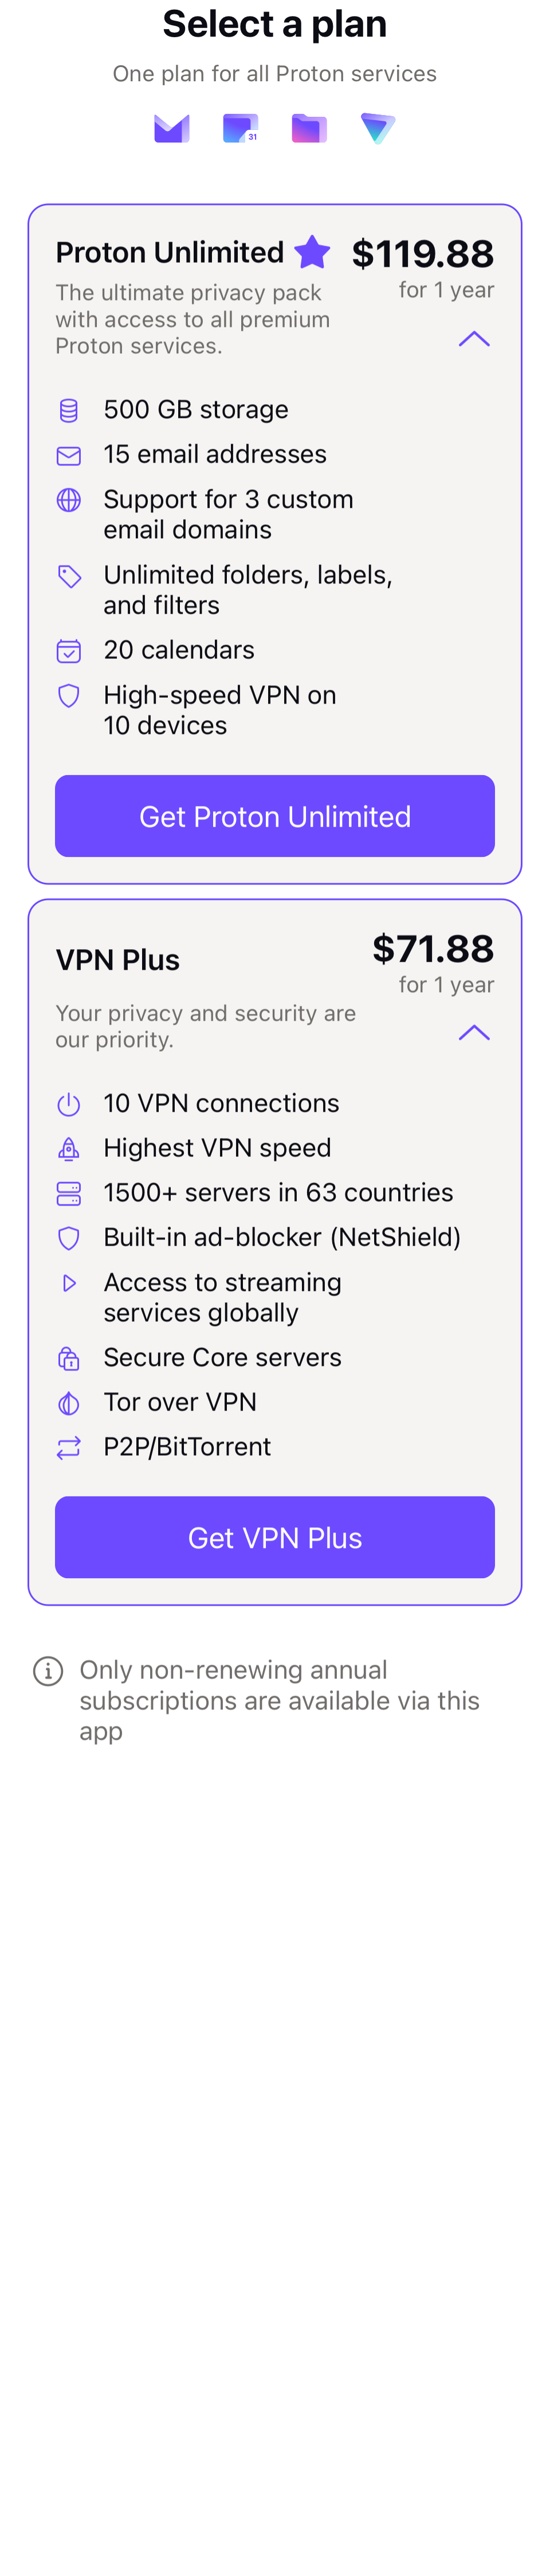 Select a plan
One plan for all Proton services
31
Proton Unlimited
$119.88
for 1 year
The ultimate privacy pack
with access to all premium
Proton services.
500 GB storage
15 email addresses
Support for 3 custom
email domains
Unlimited folders, labels,
and filters
20 calendars
High-speed VPN on
10 devices
Get Proton Unlimited
VPN Plus
$71.88
for 1 year
Your privacy and security are
our priority.
10 VPN connections
Highest VPN speed
1500+ servers in 63 countries
Built-in ad-blocker (NetShield)
Access to streaming
services globally
Secure Core servers
Tor over VPN
P2P/BitTorrent
Get VPN Plus
Only non-renewing annual
subscriptions are available via this
app